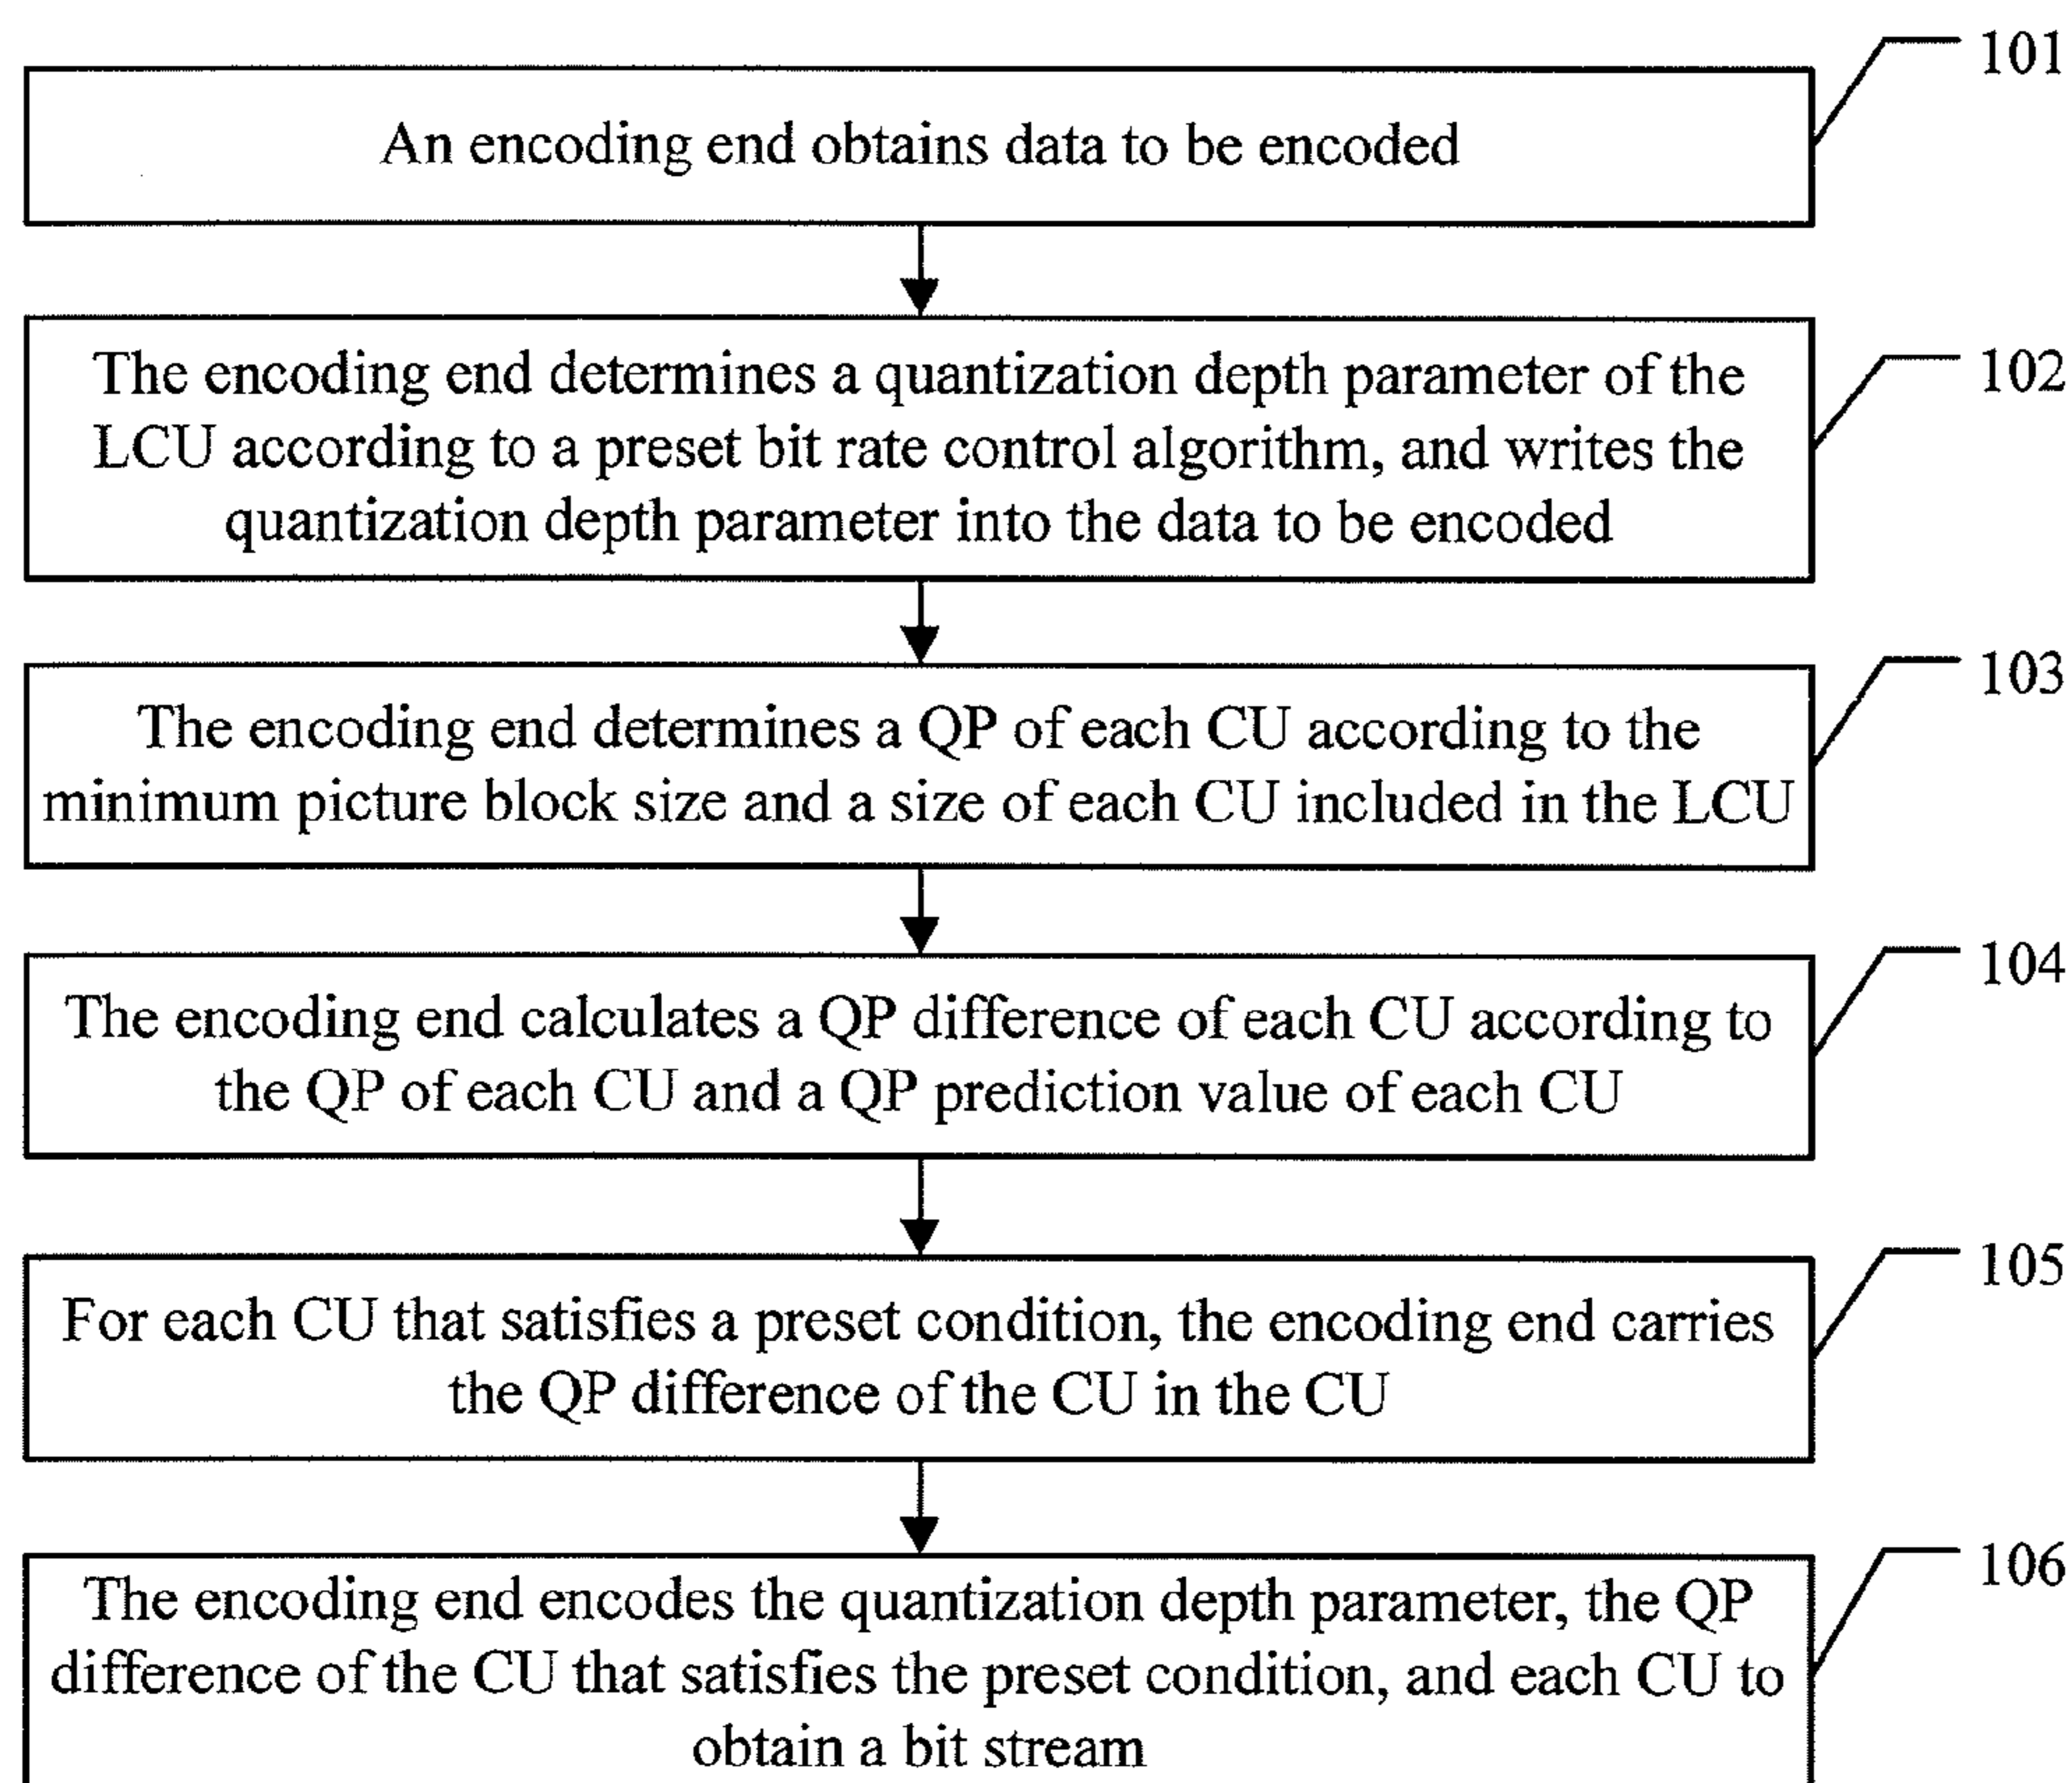 101
An encoding end obtains data to be encoded
102
The encoding end determines a quantization depth parameter of the
LCU according to a preset bit rate control algorithm, and writes the
quantization depth parameter into the data to be encoded
103
The encoding end determines a QP of each CU according to the
minimum picture block size and a size of each CU included in the LCU
104
The encoding end calculates a QP difference of each CU according to
the QP of each CU and a QP prediction value of each CU
105
For each CU that satisfies a preset condition, the encoding end carries
the QP difference of the CU in the CU
106
The encoding end encodes the quantization depth parameter, the QP
difference of the CU that satisfies the preset condition, and each CU to
obtain a bit stream